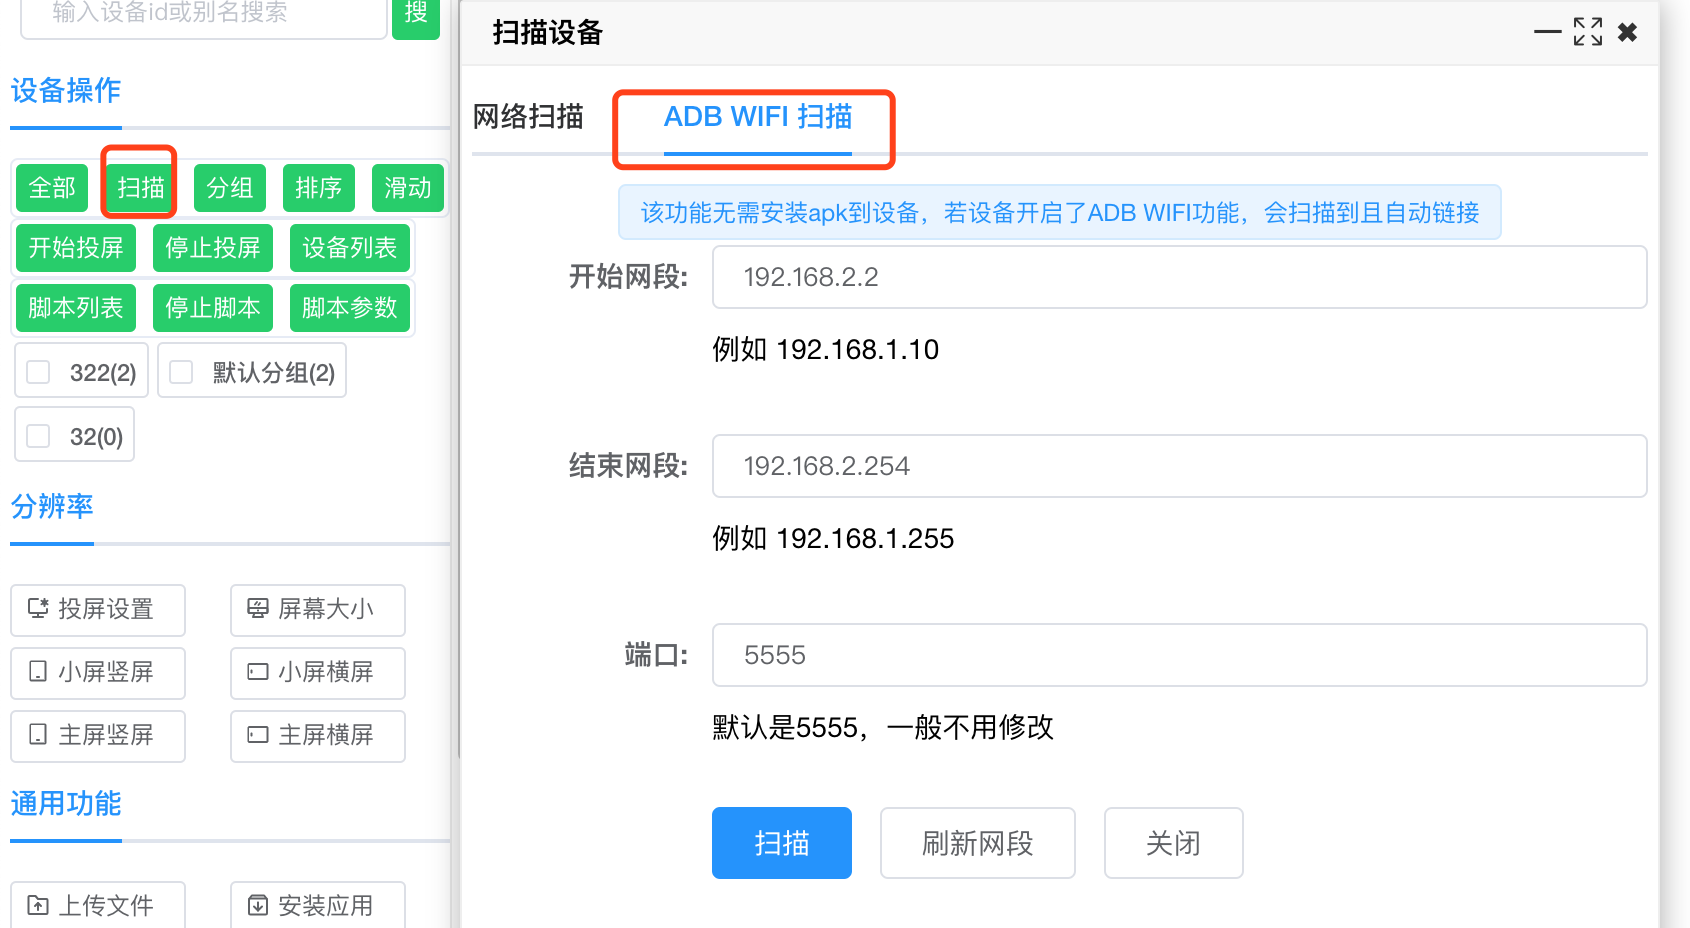 输入设备id或别名搜索
搜
设备操作
全部
扫描
分组
排序
滑动
开始投屏
停止投屏
设备列表
脚本列表
停止脚本
脚本参数
322(2)
默认分组(2)
32(0)
分辨率
投屏设置
屏幕大小
小屏竖屏
小屏横屏
主屏竖屏
主屏横屏
通用功能
上传文件
安装应用
扫描设备
网络扫描
ADB WIFI 扫描
该功能无需安装apk到设备，若设备开启了ADB WIFI功能，会扫描到且自动链接
开始网段:
192.168.2.2
例如 192.168.1.10
结束网段:
192.168.2.254
例如 192.168.1.255
端口:
5555
默认是5555，一般不用修改
扫描
刷新网段
关闭